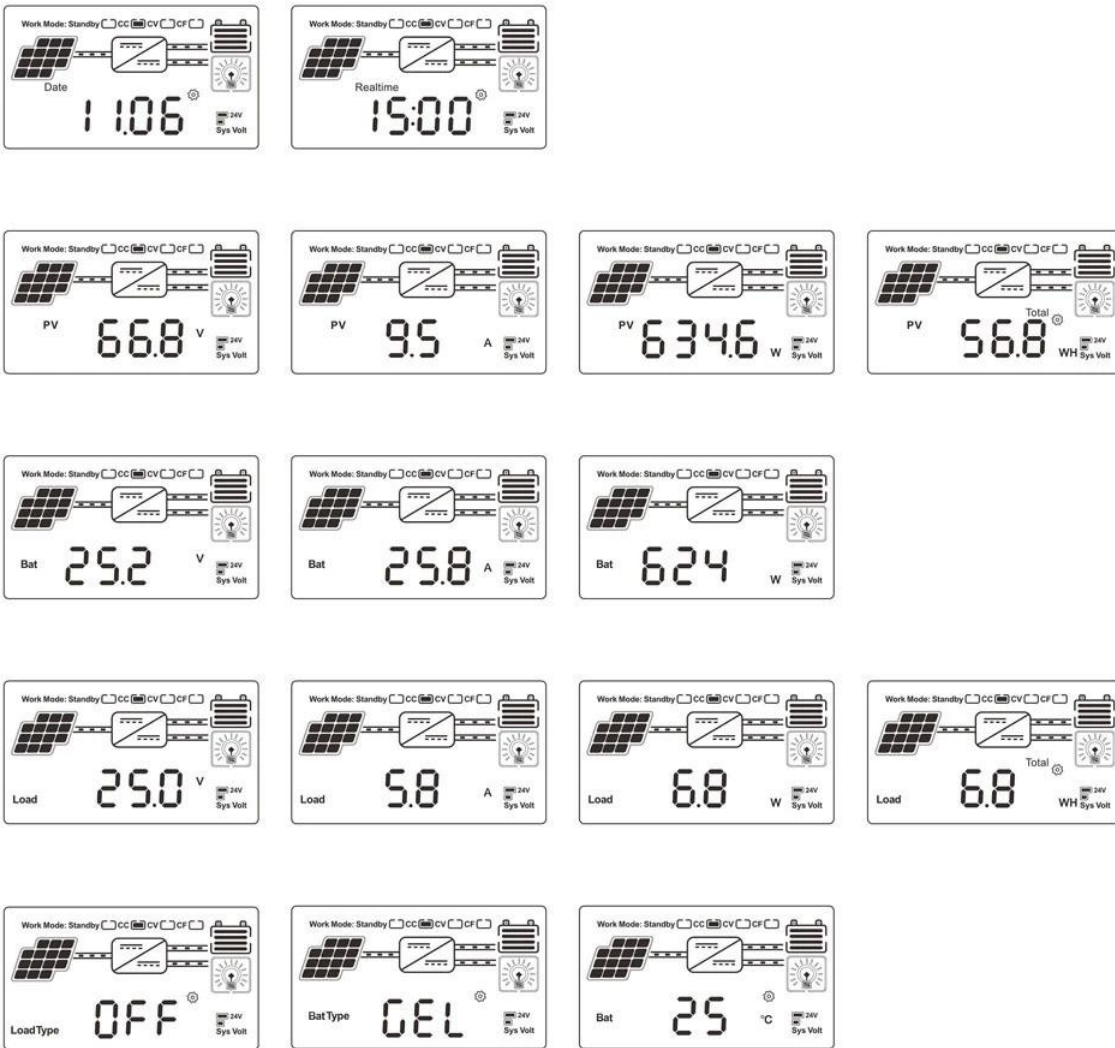 Work Mode: Standby CC CV CF
Date
11.06
24V
Sys Volt
Work Mode: Standby CC CV CF
Realtime
15:00
24V
Sys Volt
Work Mode: Standby CC CV CF
PV
66.8 V
24V
Sys Volt
Work Mode: Standby CC CV CF
PV
9.5 A
24V
Sys Volt
Work Mode: Standby CC CV CF
PV
634.6 W
24V
Sys Volt
Work Mode: Standby CC CV CF
Total
PV
56.8 WH
24V
Sys Volt
Work Mode: Standby CC CV CF
Bat 25.2 V
24V
Sys Volt
Work Mode: Standby CC CV CF
Bat 25.8 A
24V
Sys Volt
Work Mode: Standby CC CV CF
Bat 624 W
24V
Sys Volt
Work Mode: Standby CC CV CF
Load 25.0 V
24V
Sys Volt
Work Mode: Standby CC CV CF
Load 5.8 A
24V
Sys Volt
Work Mode: Standby CC CV CF
Load 6.8 W
24V
Sys Volt
Work Mode: Standby CC CV CF
Total
Load 6.8 WH
24V
Sys Volt
Work Mode: Standby CC CV CF
LoadType OFF
24V
Sys Volt
Work Mode: Standby CC CV CF
Bat Type GEL
24V
Sys Volt
Work Mode: Standby CC CV CF
Bat 25 °C
24V
Sys Volt